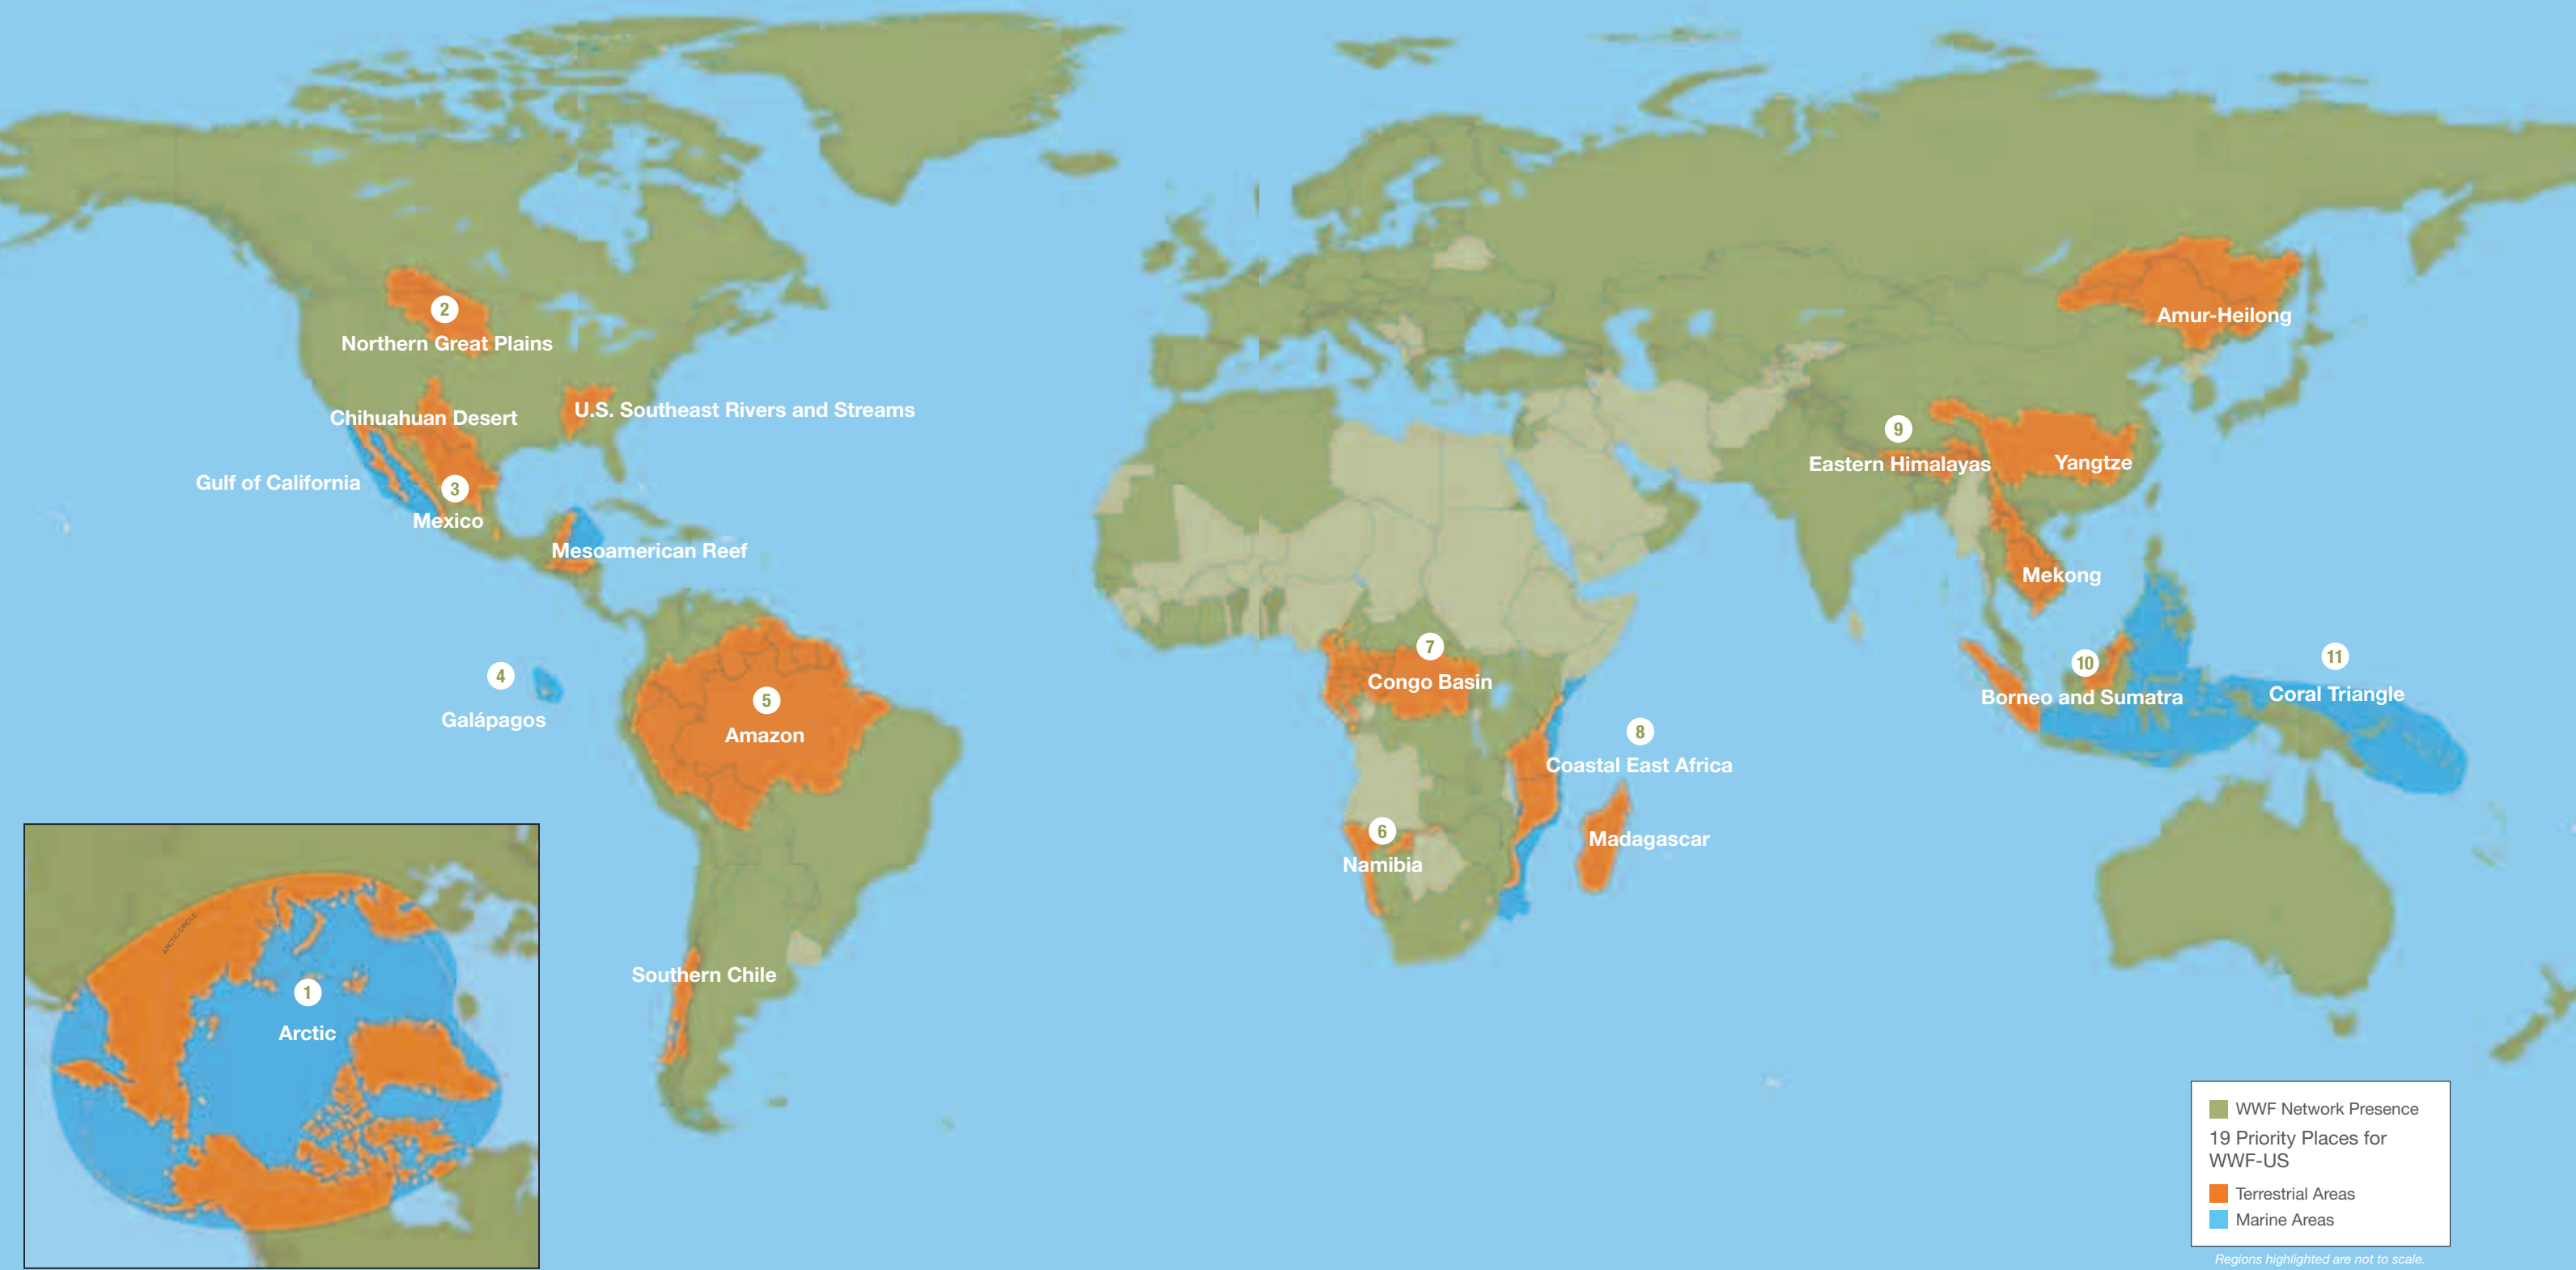 2
Northern Great Plains
Chihuahuan Desert
U.S. Southeast Rivers and Streams
Gulf of California
3
Mexico
Mesoamerican Reef
4
Galápagos
5
Amazon
Southern Chile
ARCTIC CIRCLE
1
Arctic
7
Congo Basin
8
Coastal East Africa
6
Namibia
Madagascar
Amur-Heilong
9
Eastern Himalayas
Yangtze
Mekong
10
Borneo and Sumatra
11
Coral Triangle
WWF Network Presence
19 Priority Places for
WWF-US
Terrestrial Areas
Marine Areas
Regions highlighted are not to scale.